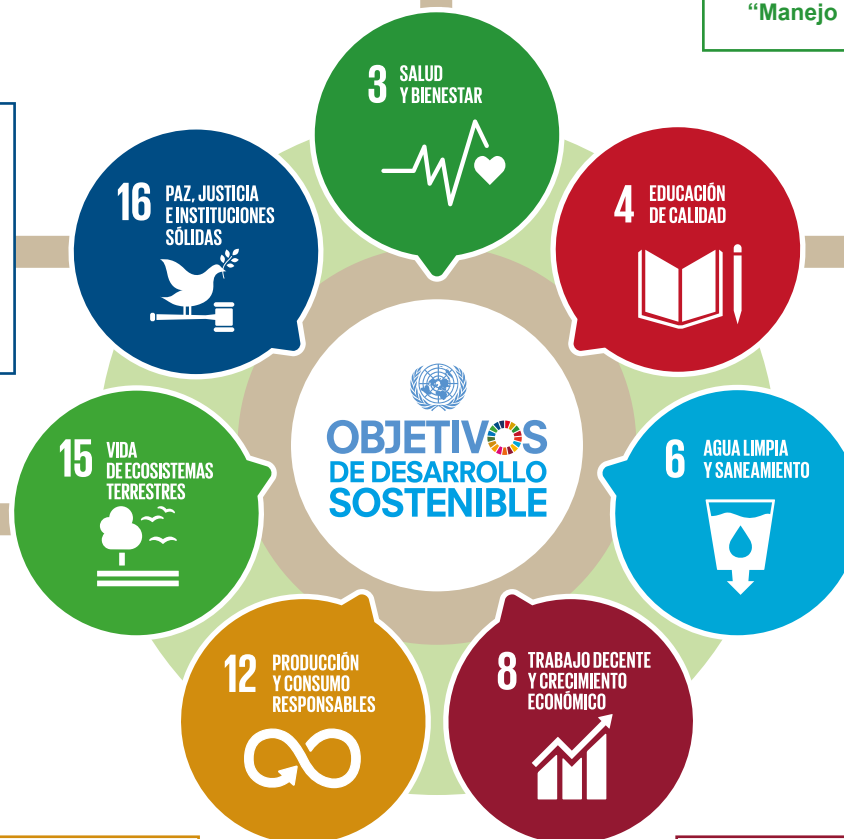 “Manejo
3 SALUD
Y BIENESTAR
4 EDUCACIÓN
DE CALIDAD
6 AGUA LIMPIA
Y SANEAMIENTO
8 TRABAJO DECENTE
Y CRECIMIENTO
ECONÓMICO
12 PRODUCCIÓN
Y CONSUMO
RESPONSABLES
15 VIDA
DE ECOSISTEMAS
TERRESTRES
16 PAZ, JUSTICIA
E INSTITUCIONES
SÓLIDAS
OBJETIVOS
DE DESARROLLO
SOSTENIBLE